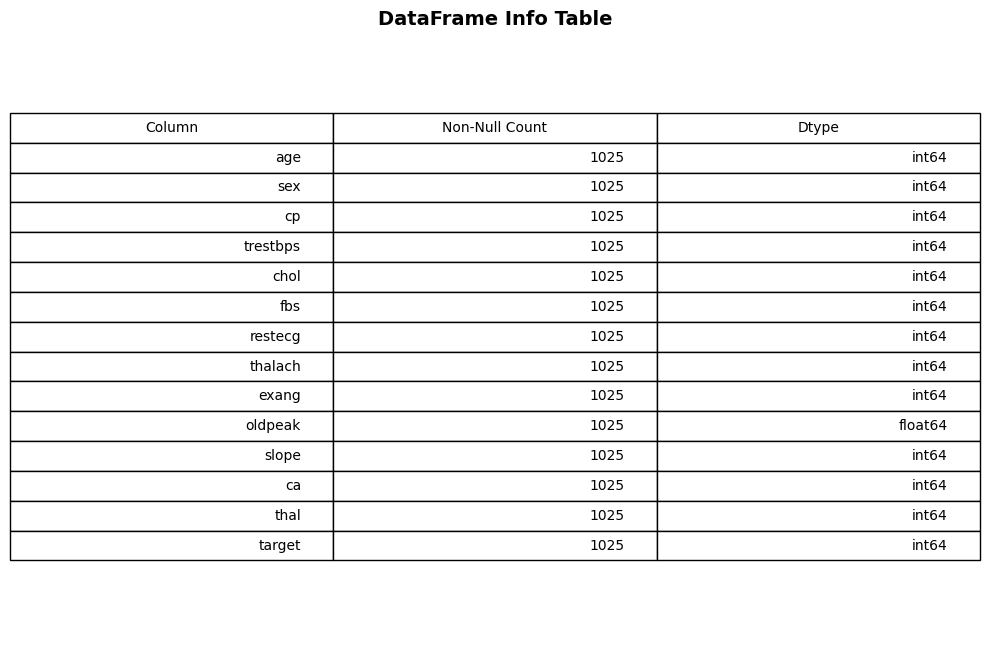 DataFrame Info Table
Column Non-Null Count Dtype
age 1025 int64
sex 1025 int64
cp 1025 int64
trestbps 1025 int64
chol 1025 int64
fbs 1025 int64
restecg 1025 int64
thalach 1025 int64
exang 1025 int64
oldpeak 1025 float64
slope 1025 int64
ca 1025 int64
thal 1025 int64
target 1025 int64